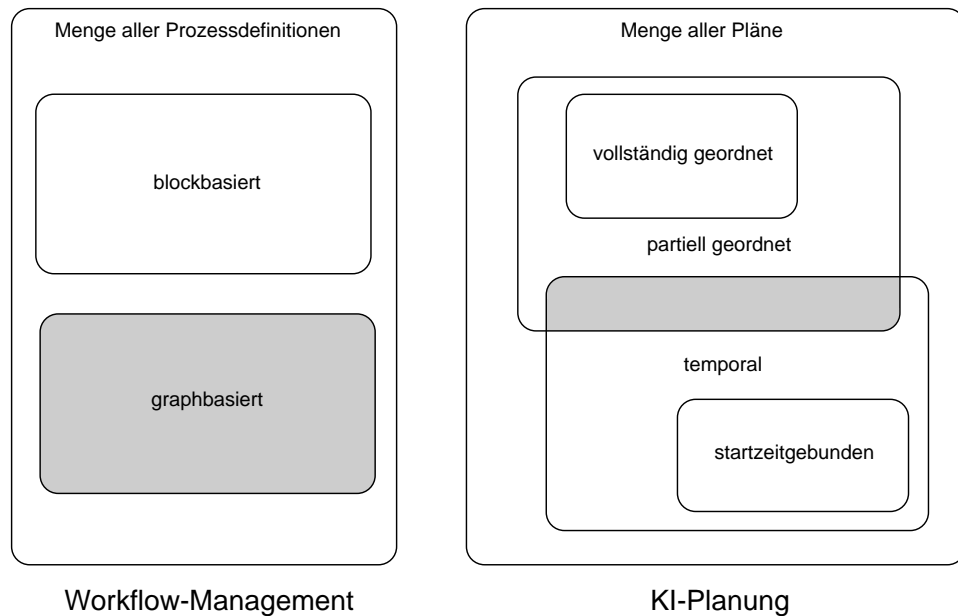 Menge aller Prozessdefinitionen
blockbasiert
graphbasiert
Workflow-Management
Menge aller Pläne
vollständig geordnet
partiell geordnet
temporal
startzeitgebunden
KI-Planung